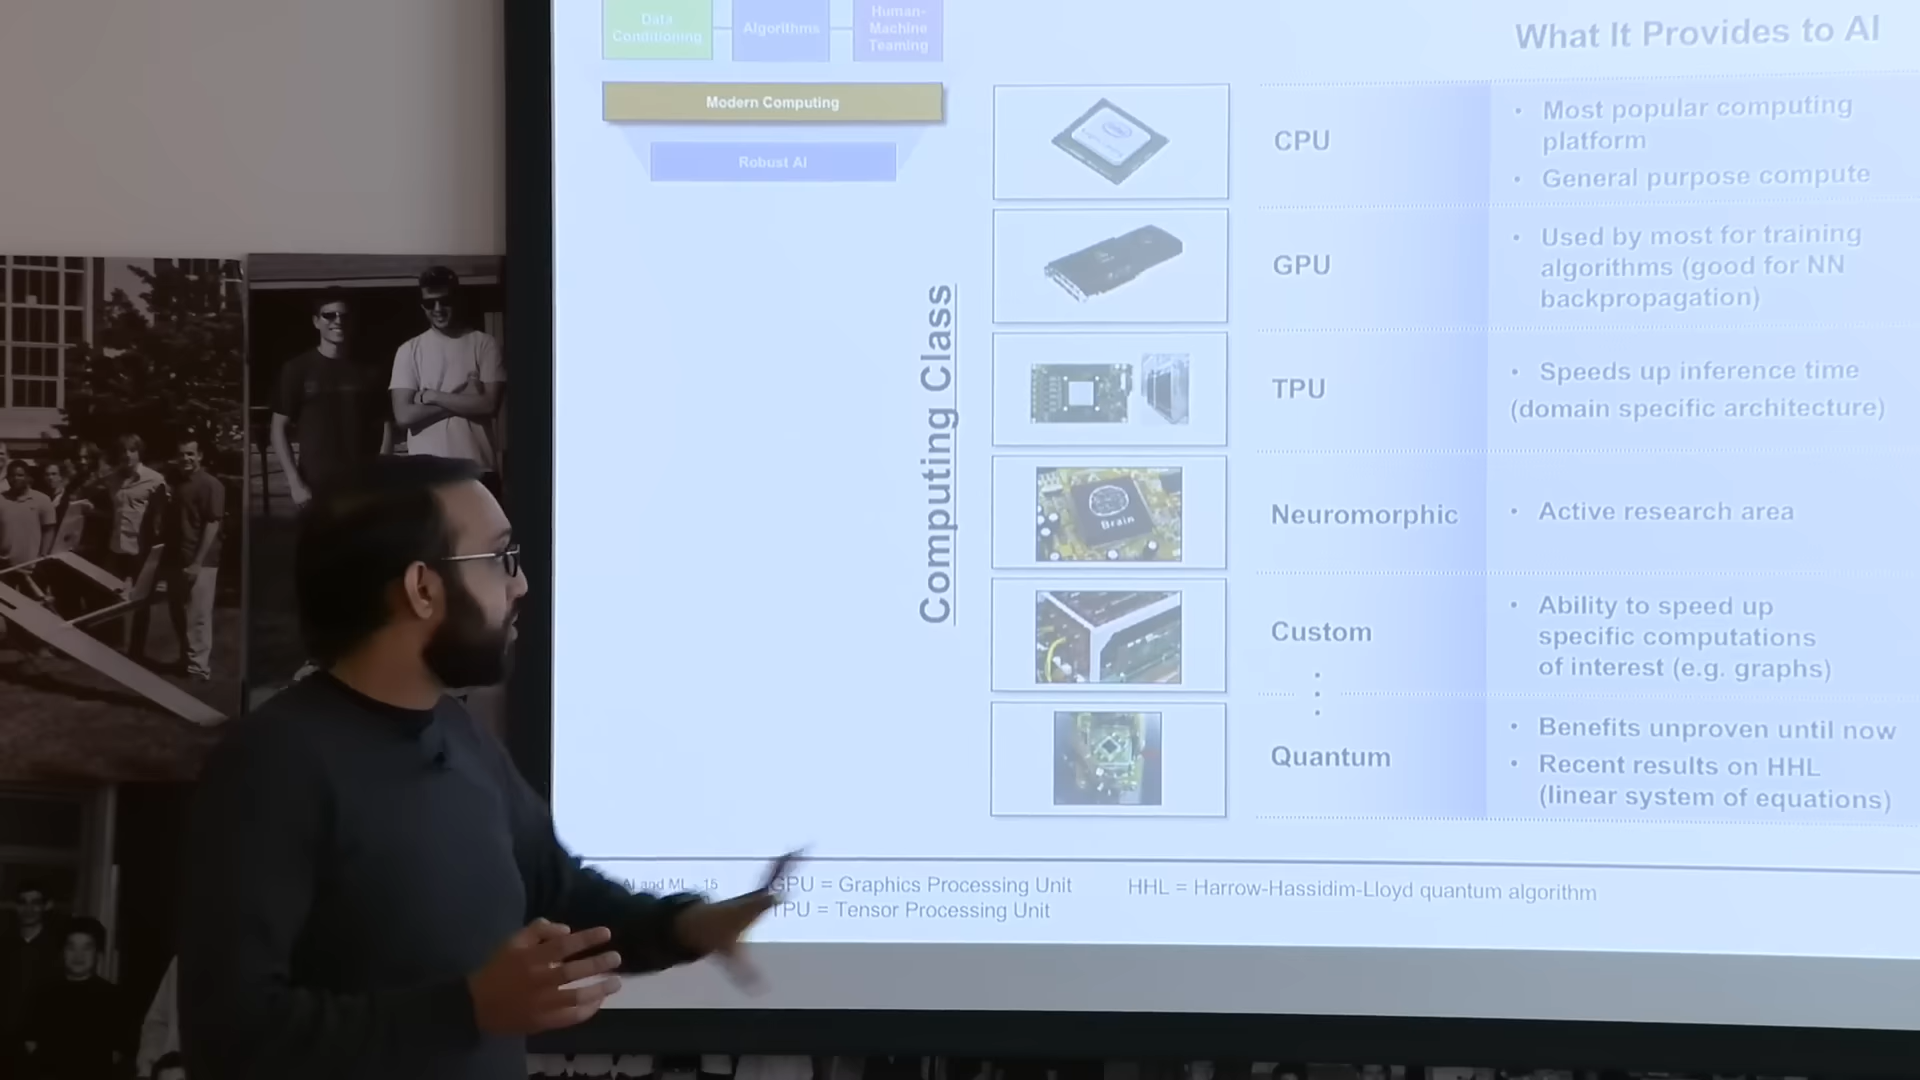 Data
Conditioning
Algorithms
Human-
Machine
Teaming
Modern Computing
Robust AI
What It Provides to AI
Computing Class
CPU
• Most popular computing
platform
• General purpose compute
GPU
• Used by most for training
algorithms (good for NN
backpropagation)
TPU
• Speeds up inference time
(domain specific architecture)
Brain
Neuromorphic
• Active research area
Custom
• Ability to speed up
specific computations
of interest (e.g. graphs)
Quantum
• Benefits unproven until now
• Recent results on HHL
(linear system of equations)
AI and ML - 15
GPU = Graphics Processing Unit
TPU = Tensor Processing Unit
HHL = Harrow-Hassidim-Lloyd quantum algorithm